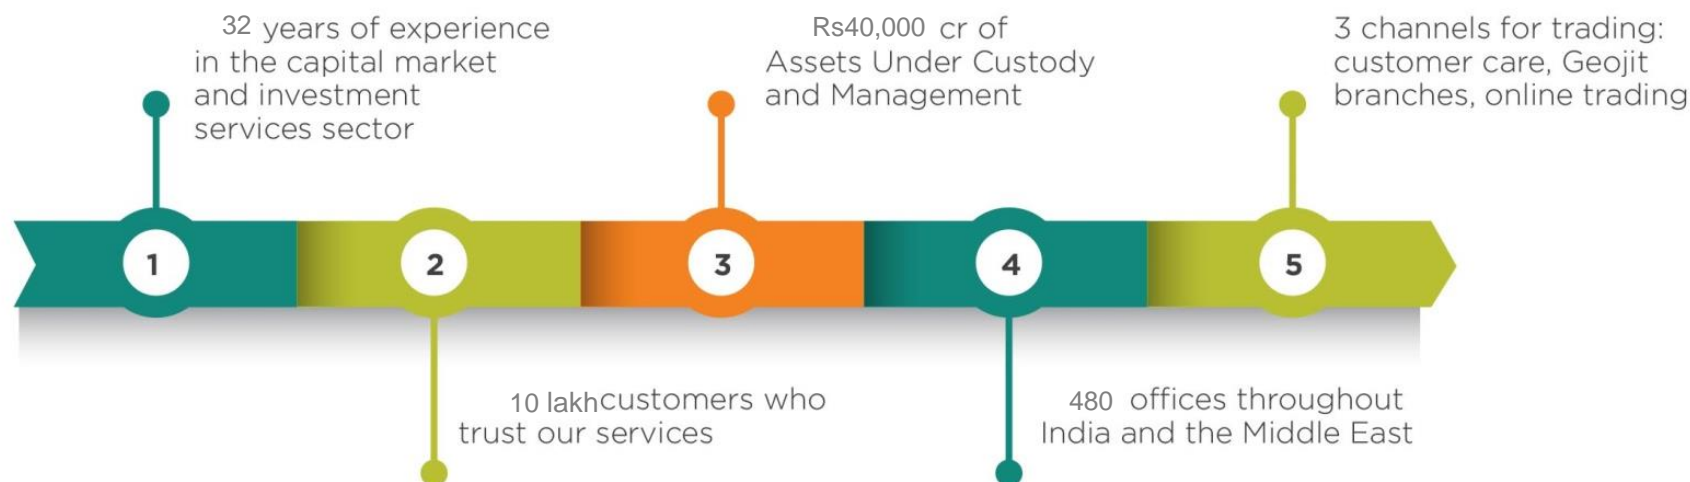 32 years of experience
in the capital market
and investment
services sector
Rs40,000 cr of
Assets Under Custody
and Management
3 channels for trading:
customer care, Geojit
branches, online trading
1
2
3
4
5
10 lakh customers who
trust our services
480 offices throughout
India and the Middle East